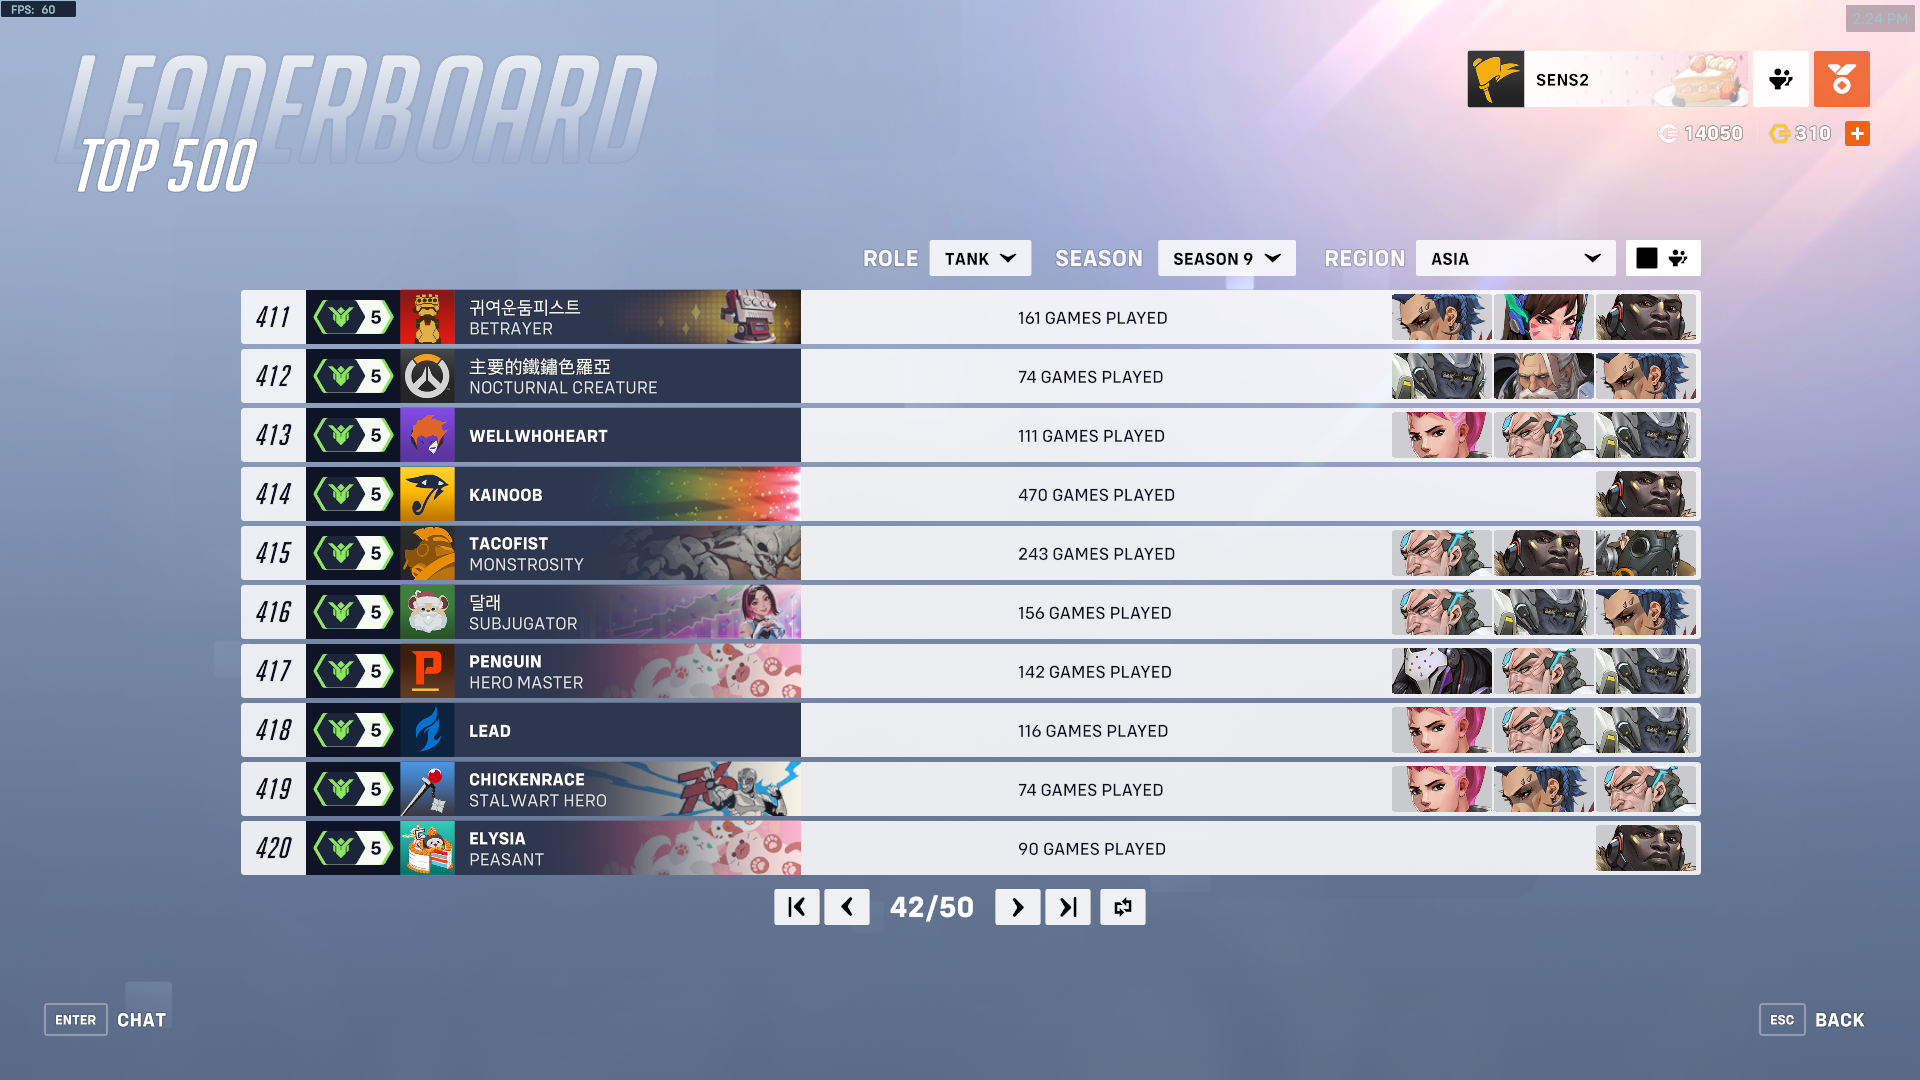 FPS: 60
2:24 PM
LEADERBOARD
TOP 500
SENS2
14050
310
ROLE
TANK
SEASON
SEASON 9
REGION
ASIA
411
5
귀여운둠피스트
BETRAYER
161 GAMES PLAYED
412
5
主要的鐵鏽色羅亞
NOCTURNAL CREATURE
74 GAMES PLAYED
413
5
WELLWHOHEART
111 GAMES PLAYED
414
5
KAINOOB
470 GAMES PLAYED
415
5
TACOFIST
MONSTROSITY
243 GAMES PLAYED
416
5
달래
SUBJUGATOR
156 GAMES PLAYED
417
5
P
PENGUIN
HERO MASTER
142 GAMES PLAYED
418
5
LEAD
116 GAMES PLAYED
419
5
CHICKENRACE
STALWART HERO
74 GAMES PLAYED
420
5
ELYSIA
PEASANT
90 GAMES PLAYED
42/50
ENTER
CHAT
ESC
BACK